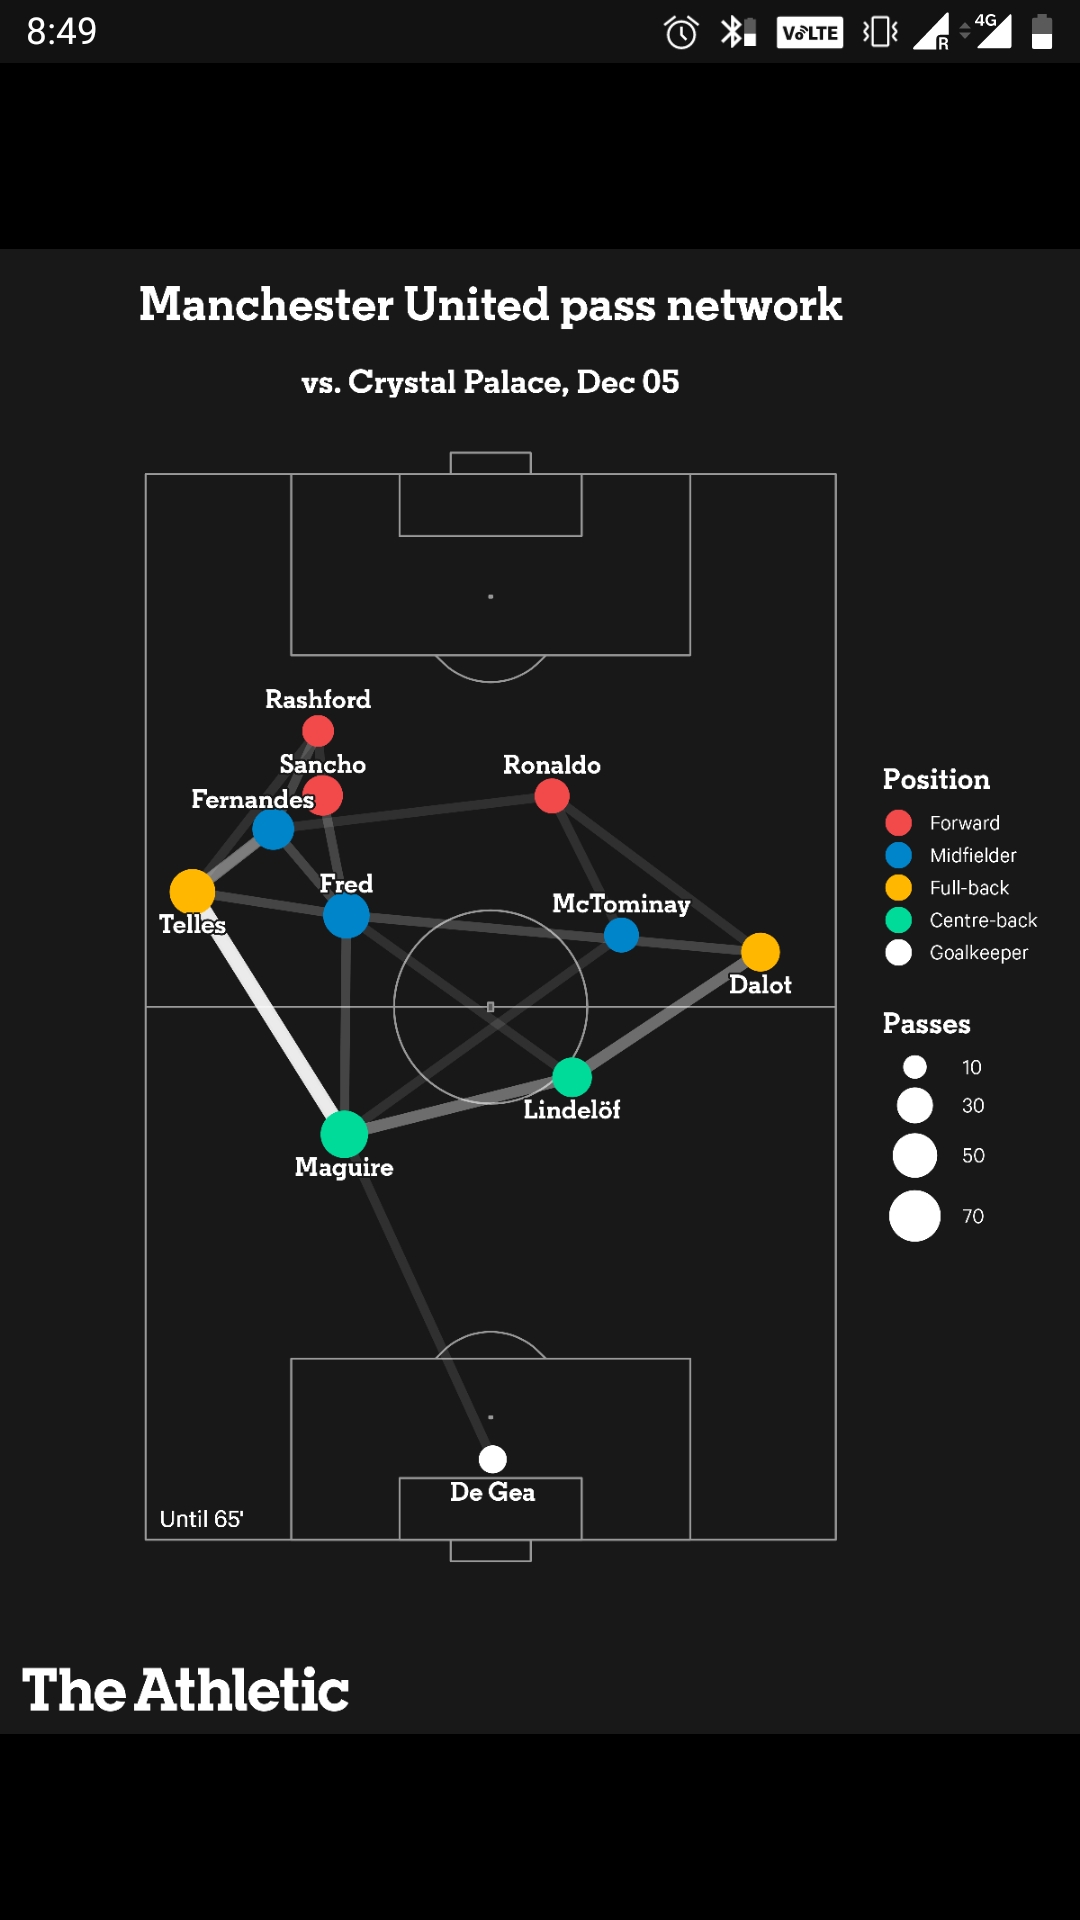 8:49
VoLTE
R
4G
Manchester United pass network
vs. Crystal Palace, Dec 05
Rashford
Sancho
Ronaldo
Fernandes
Fred
McTominay
Telles
Dalot
Lindelöf
Maguire
De Gea
Until 65'
Position
Forward
Midfielder
Full-back
Centre-back
Goalkeeper
Passes
10
30
50
70
The Athletic